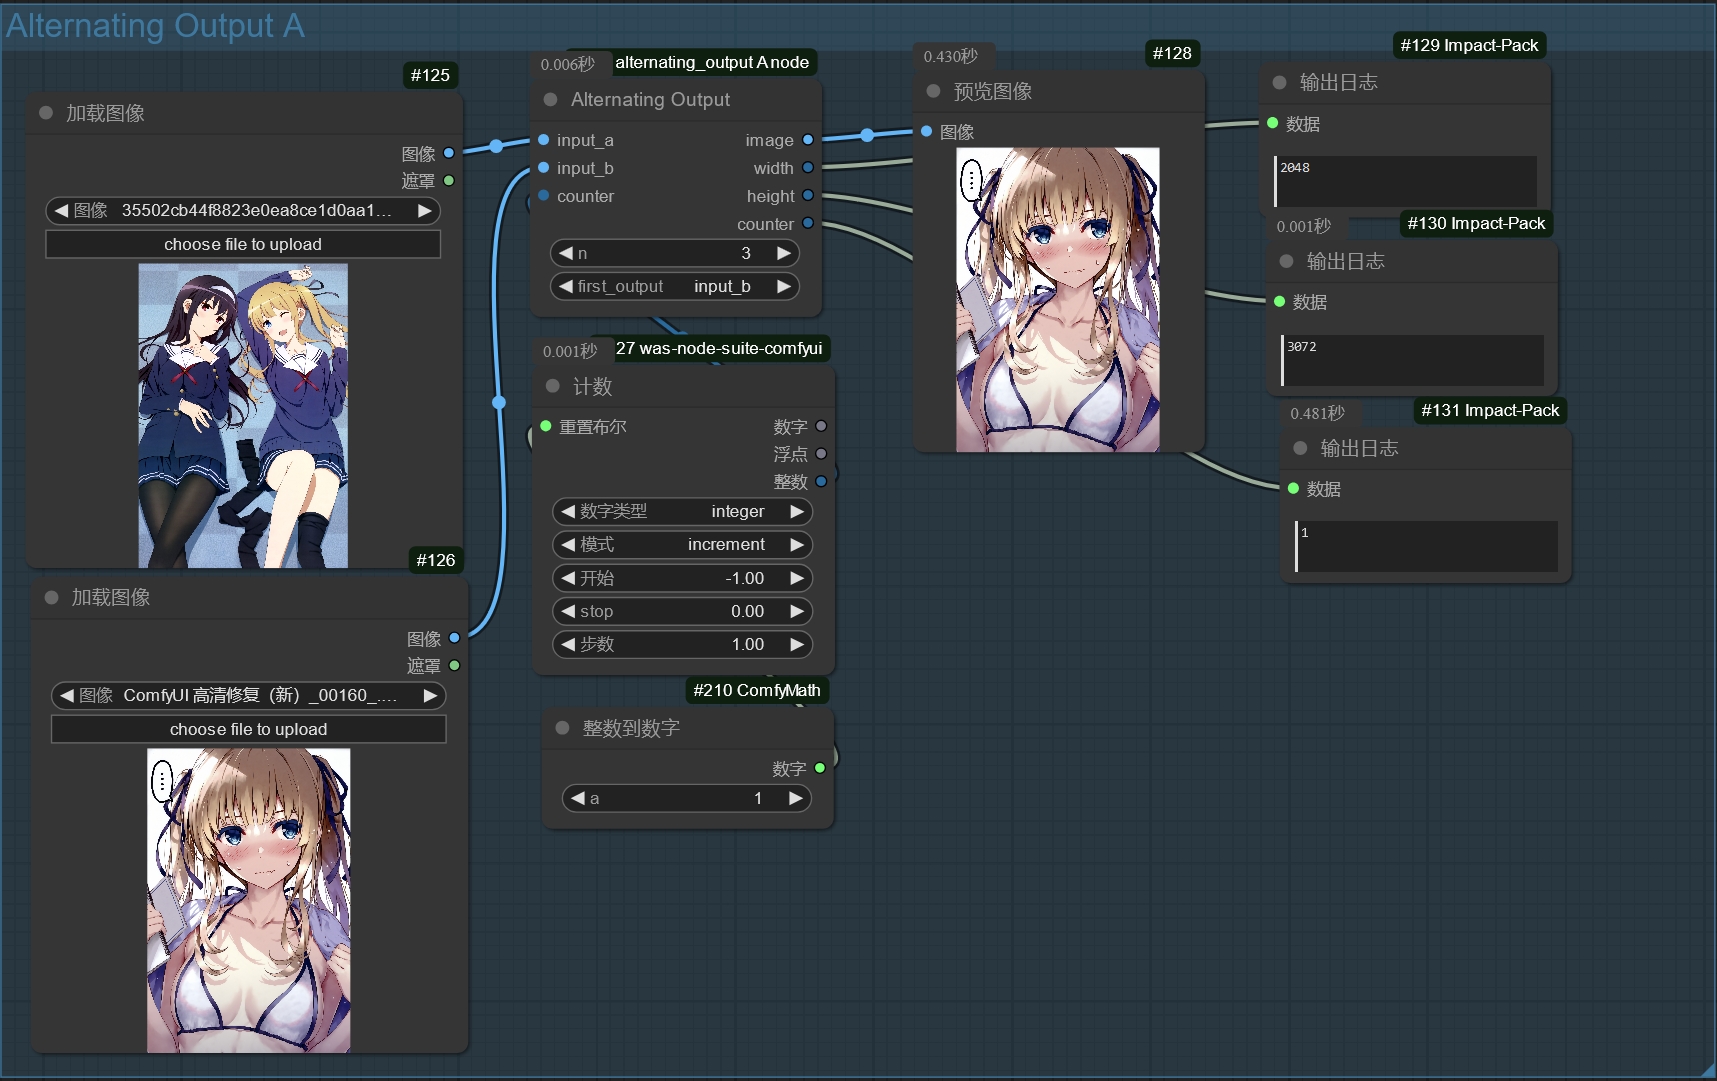 Alternating Output A
#125
加载图像
图像
遮罩
图像 35502cb44f8823e0ea8ce1d0aa1...
choose file to upload
#126
加载图像
图像
遮罩
图像 ComfyUI 高清修复（新）_00160_....
choose file to upload
0.006秒 alternating_output A node
Alternating Output
input_a image
input_b width
counter height
counter
n 3
first_output input_b
0.001秒 27 was-node-suite-comfyui
计数
重置布尔 数字
浮点
整数
数字类型 integer
模式 increment
开始 -1.00
stop 0.00
步数 1.00
#210 ComfyMath
整数到数字
数字
a 1
0.430秒 #128
预览图像
图像
#129 Impact-Pack
输出日志
数据
2048
0.001秒 #130 Impact-Pack
输出日志
数据
3072
0.481秒 #131 Impact-Pack
输出日志
数据
1